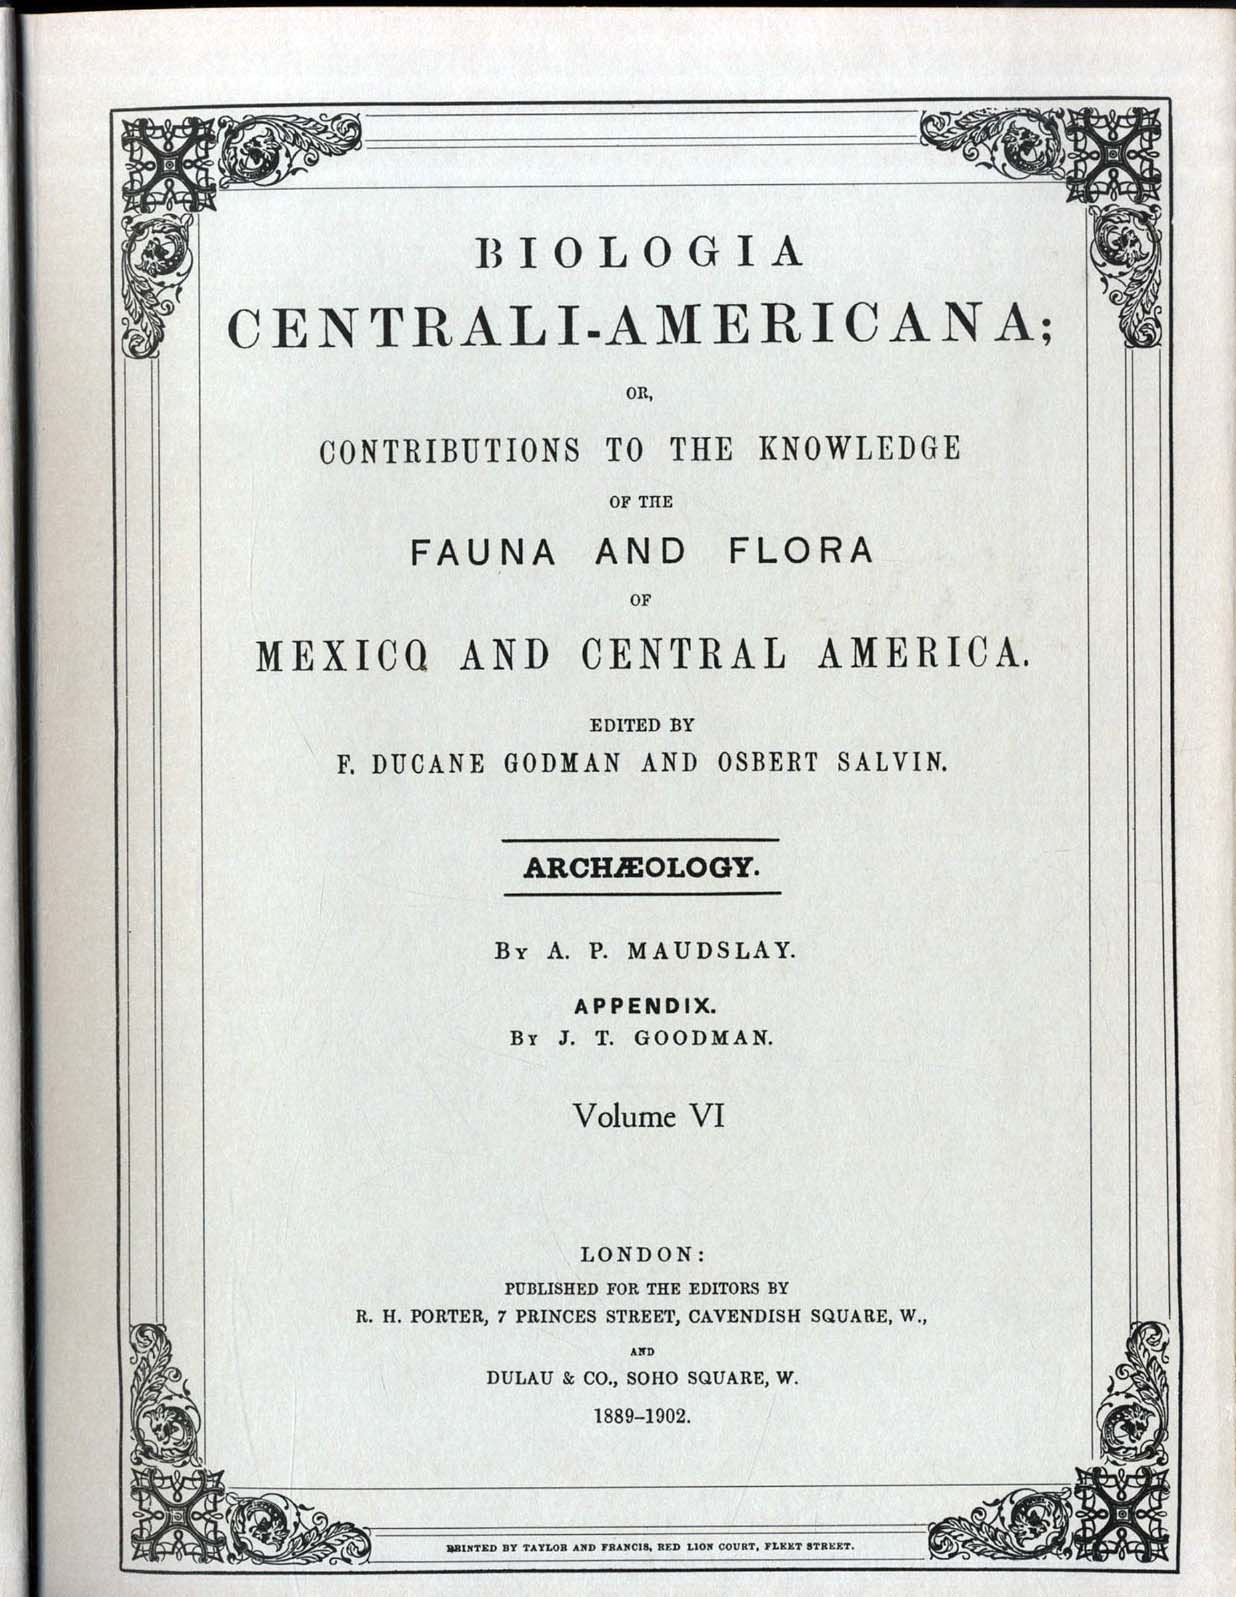 BIOLOGIA
CENTRALI-AMERICANA;
OR,
CONTRIBUTIONS TO THE KNOWLEDGE
OF THE
FAUNA AND FLORA
OF
MEXICO AND CENTRAL AMERICA.
EDITED BY
F. DUCANE GODMAN AND OSBERT SALVIN.
ARCHÆOLOGY.
BY A. P. MAUDSLAY.
APPENDIX.
BY J. T. GOODMAN.
Volume VI
LONDON:
PUBLISHED FOR THE EDITORS BY
R. H. PORTER, 7 PRINCES STREET, CAVENDISH SQUARE, W.,
AND
DULAU & CO., SOHO SQUARE, W.
1889–1902.
PRINTED BY TAYLOR AND FRANCIS, RED LION COURT, FLEET STREET.